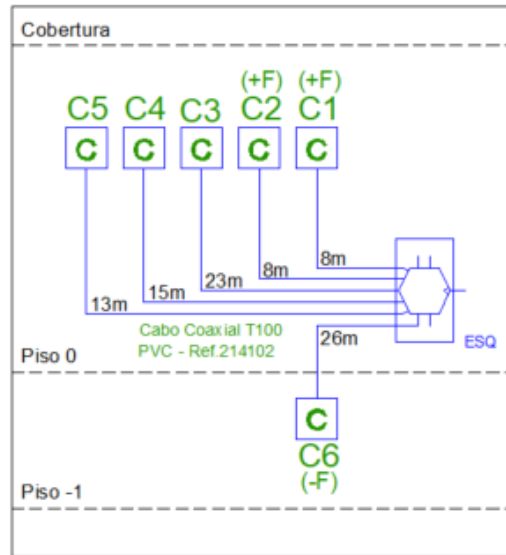 Cobertura
(+F) (+F)
C5 C4 C3 C2 C1
C C C C C
8m
8m
23m
15m
13m
Cabo Coaxial T100
PVC - Ref.214102
26m
ESQ
Piso 0
C
C6
(-F)
Piso -1